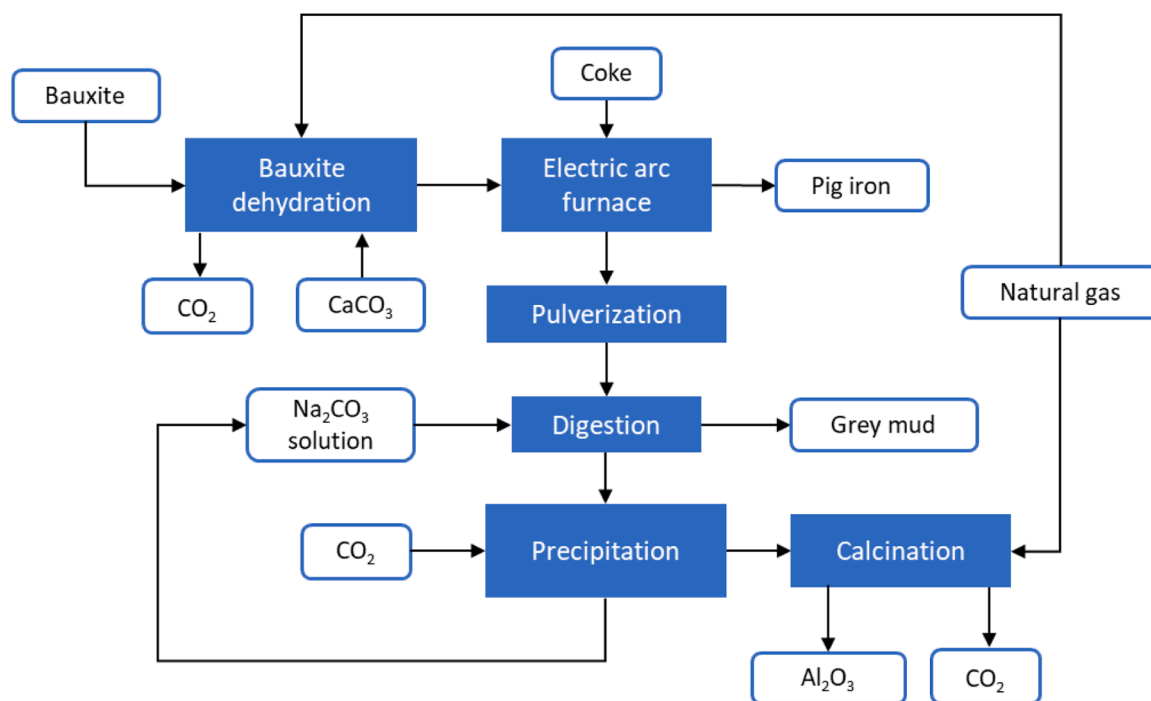 Coke
Bauxite
Bauxite
dehydration
Electric arc
furnace
Pig iron
CO₂
CaCO₃
Natural gas
Pulverization
Na₂CO₃
solution
Digestion
Grey mud
CO₂
Precipitation
Calcination
Al₂O₃
CO₂